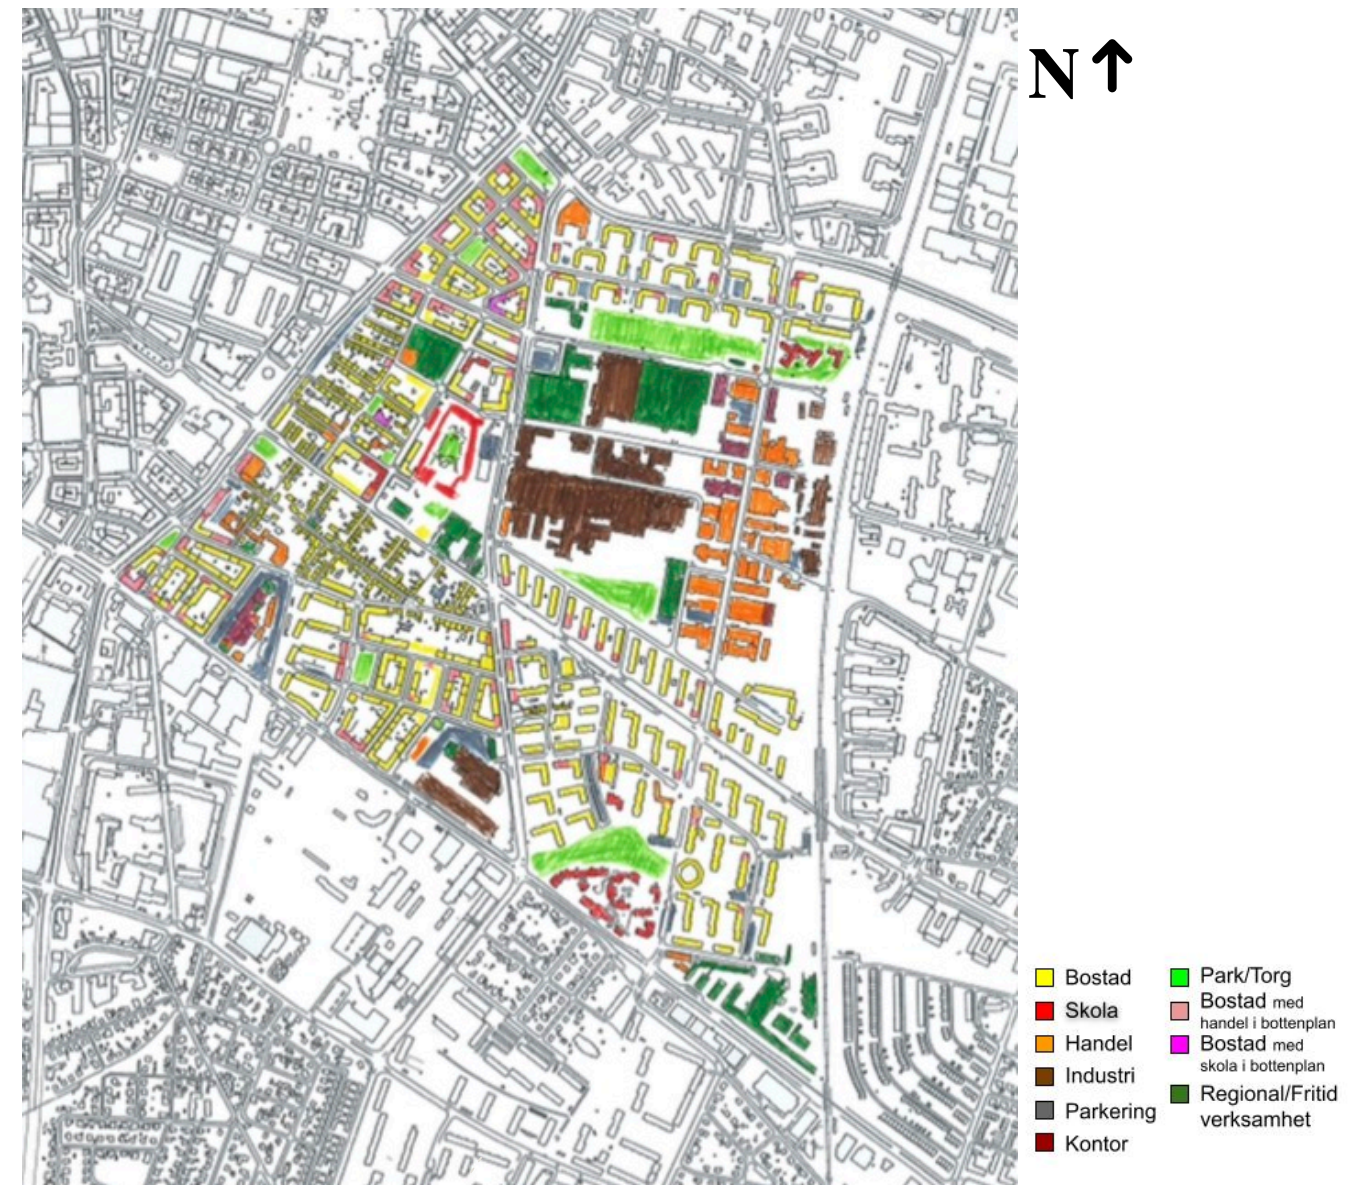 N↑
Bostad
Skola
Handel
Industri
Parkering
Kontor
Park/Torg
Bostad med
handel i bottenplan
Bostad med
skola i bottenplan
Regional/Fritid
verksamhet